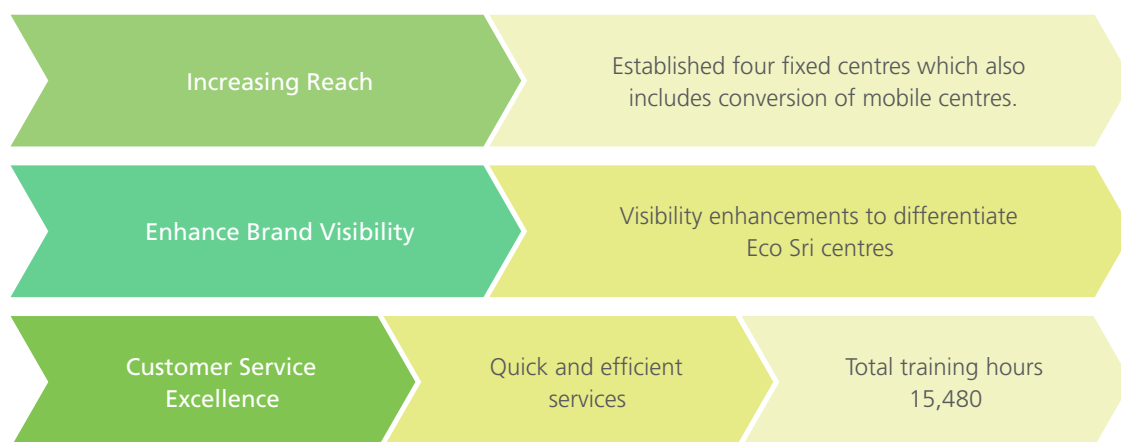 Increasing Reach
Established four fixed centres which also
includes conversion of mobile centres.
Enhance Brand Visibility
Visibility enhancements to differentiate
Eco Sri centres
Customer Service
Excellence
Quick and efficient
services
Total training hours
15,480